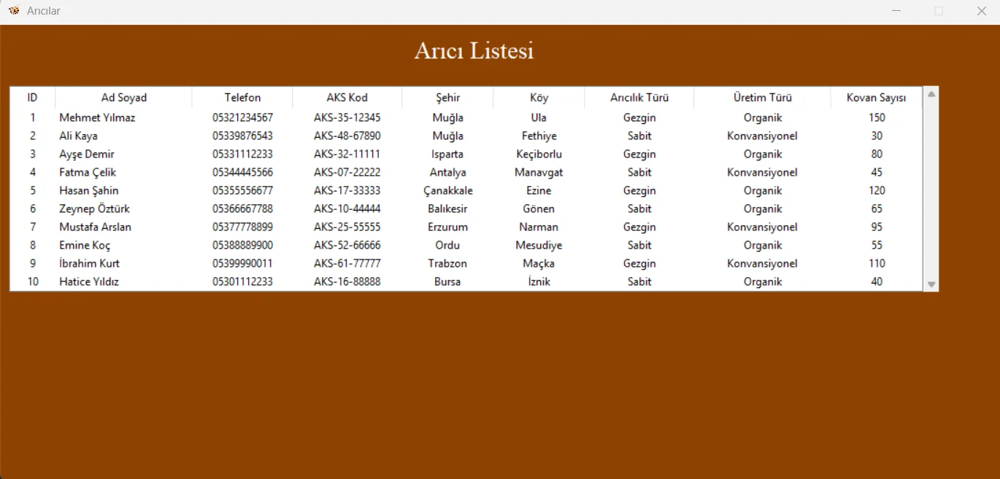 Arıcılar
Arıcı Listesi
ID Ad Soyad Telefon AKS Kod Şehir Köy Arıcılık Türü Üretim Türü Kovan Sayısı
1 Mehmet Yılmaz 05321234567 AKS-35-12345 Muğla Ula Gezgin Organik 150
2 Ali Kaya 05339876543 AKS-48-67890 Muğla Fethiye Sabit Konvansiyonel 30
3 Ayşe Demir 05331112233 AKS-32-11111 Isparta Keçiborlu Gezgin Organik 80
4 Fatma Çelik 05344445566 AKS-07-22222 Antalya Manavgat Sabit Konvansiyonel 45
5 Hasan Şahin 05355556677 AKS-17-33333 Çanakkale Ezine Gezgin Organik 120
6 Zeynep Öztürk 05366667788 AKS-10-44444 Balıkesir Gönen Sabit Organik 65
7 Mustafa Arslan 05377778899 AKS-25-55555 Erzurum Narman Gezgin Konvansiyonel 95
8 Emine Koç 05388889900 AKS-52-66666 Ordu Mesudiye Sabit Organik 55
9 İbrahim Kurt 05399990011 AKS-61-77777 Trabzon Maçka Gezgin Konvansiyonel 110
10 Hatice Yıldız 05301112233 AKS-16-88888 Bursa İznik Sabit Organik 40